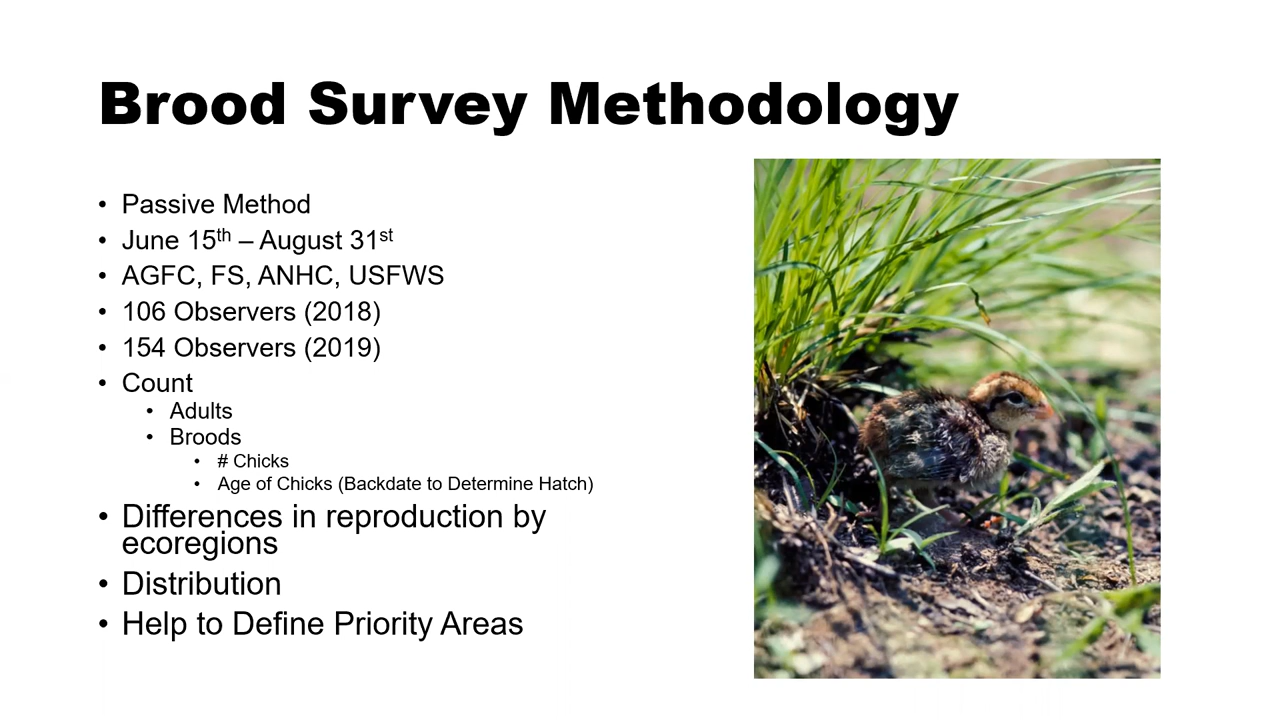 Brood Survey Methodology
• Passive Method
• June 15th – August 31st
• AGFC, FS, ANHC, USFWS
• 106 Observers (2018)
• 154 Observers (2019)
• Count
• Adults
• Broods
• # Chicks
• Age of Chicks (Backdate to Determine Hatch)
• Differences in reproduction by
ecoregions
• Distribution
• Help to Define Priority Areas